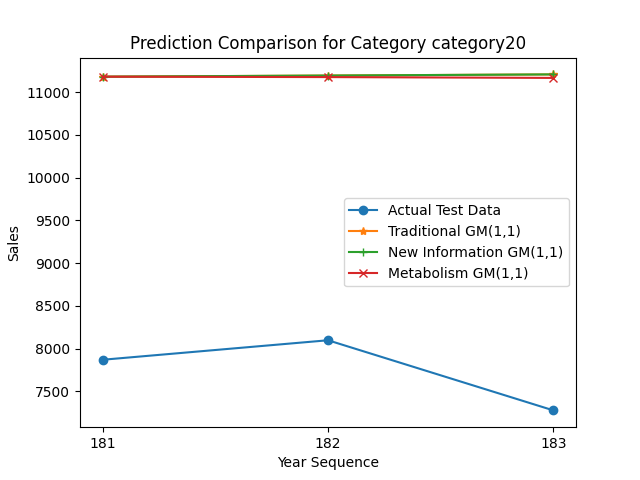 Prediction Comparison for Category category20
11000
10500
10000
9500
9000
8500
8000
7500
Sales
Actual Test Data
Traditional GM(1,1)
New Information GM(1,1)
Metabolism GM(1,1)
181
182
183
Year Sequence